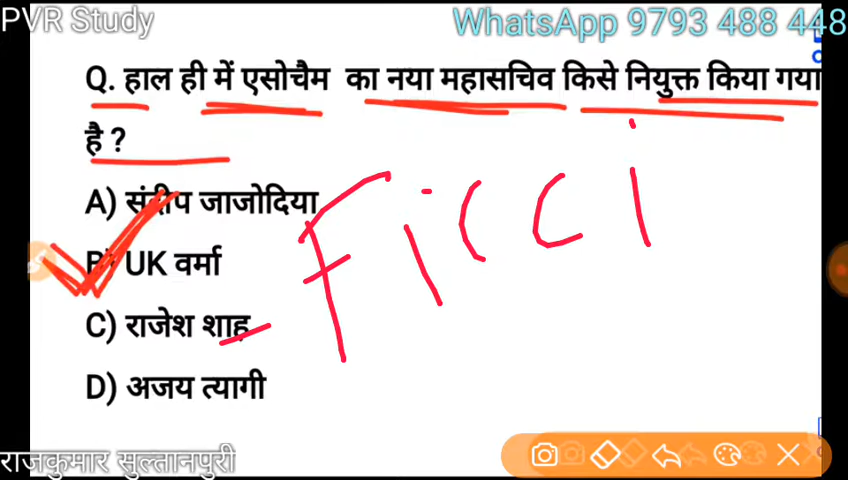 PVR Study
WhatsApp 9793 488 448
Q. हाल ही में एसोचैम का नया महासचिव किसे नियुक्त किया गया
है ?
A) संदीप जाजोदिया
B) UK वर्मा
C) राजेश शाह
D) अजय त्यागी
Ficci
राजकुमार सुल्तानपुरी